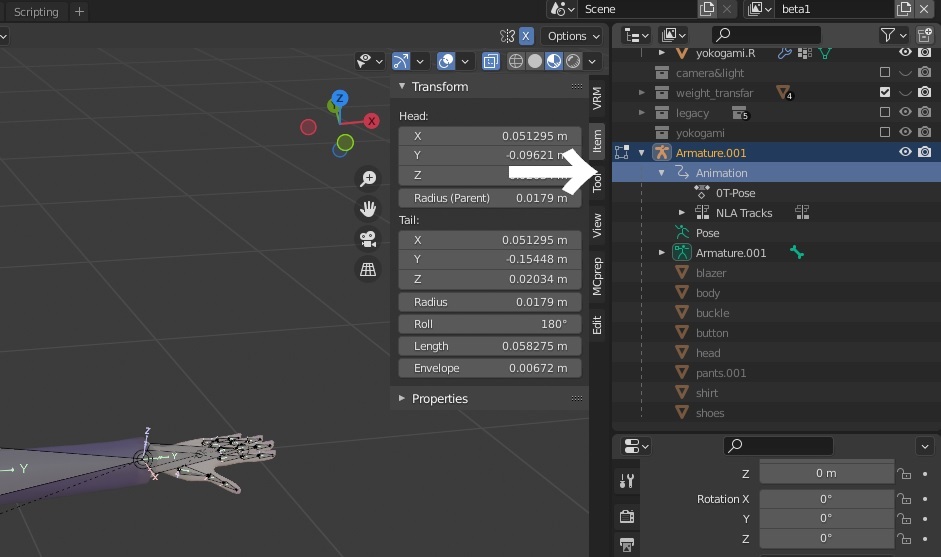 Scripting
+
Scene
beta1
X
Options
yokogami.R
camera&light
weight_transfar
4
legacy
5
yokogami
Armature.001
Animation
0T-Pose
NLA Tracks
Pose
Armature.001
blazer
body
buckle
button
head
pants.001
shirt
shoes
Transform
Head:
X 0.051295 m
Y -0.09621
Z
Radius (Parent) 0.0179 m
Tail:
X 0.051295 m
Y -0.15448 m
Z 0.02034 m
Radius 0.0179 m
Roll 180°
Length 0.058275 m
Envelope 0.00672 m
Properties
VRM
Item
Tool
View
MCprep
Edit
Z
X
Z
Y
X
Y
Z 0 m
Rotation X 0°
Y 0°
Z 0°